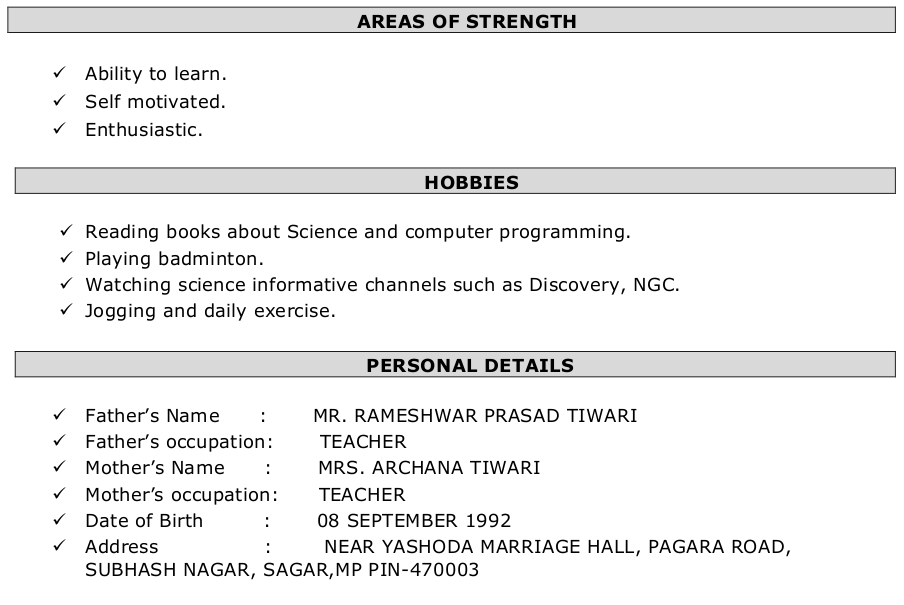 AREAS OF STRENGTH
✓ Ability to learn.
✓ Self motivated.
✓ Enthusiastic.
HOBBIES
✓ Reading books about Science and computer programming.
✓ Playing badminton.
✓ Watching science informative channels such as Discovery, NGC.
✓ Jogging and daily exercise.
PERSONAL DETAILS
✓ Father’s Name : MR. RAMESHWAR PRASAD TIWARI
✓ Father’s occupation: TEACHER
✓ Mother’s Name : MRS. ARCHANA TIWARI
✓ Mother’s occupation: TEACHER
✓ Date of Birth : 08 SEPTEMBER 1992
✓ Address : NEAR YASHODA MARRIAGE HALL, PAGARA ROAD,
SUBHASH NAGAR, SAGAR,MP PIN-470003